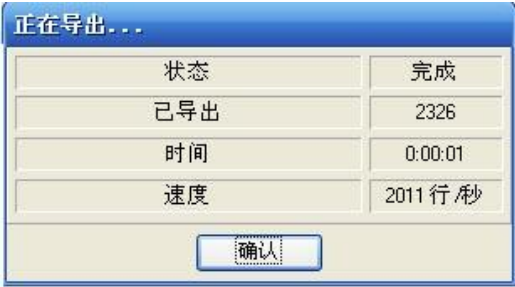 正在导出...
状态 完成
已导出 2326
时间 0:00:01
速度 2011 行/秒
确认